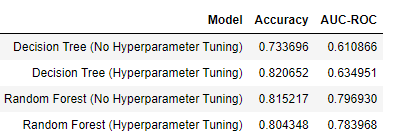 Model Accuracy AUC-ROC
Decision Tree (No Hyperparameter Tuning) 0.733696 0.610866
Decision Tree (Hyperparameter Tuning) 0.820652 0.634951
Random Forest (No Hyperparameter Tuning) 0.815217 0.796930
Random Forest (Hyperparameter Tuning) 0.804348 0.783968